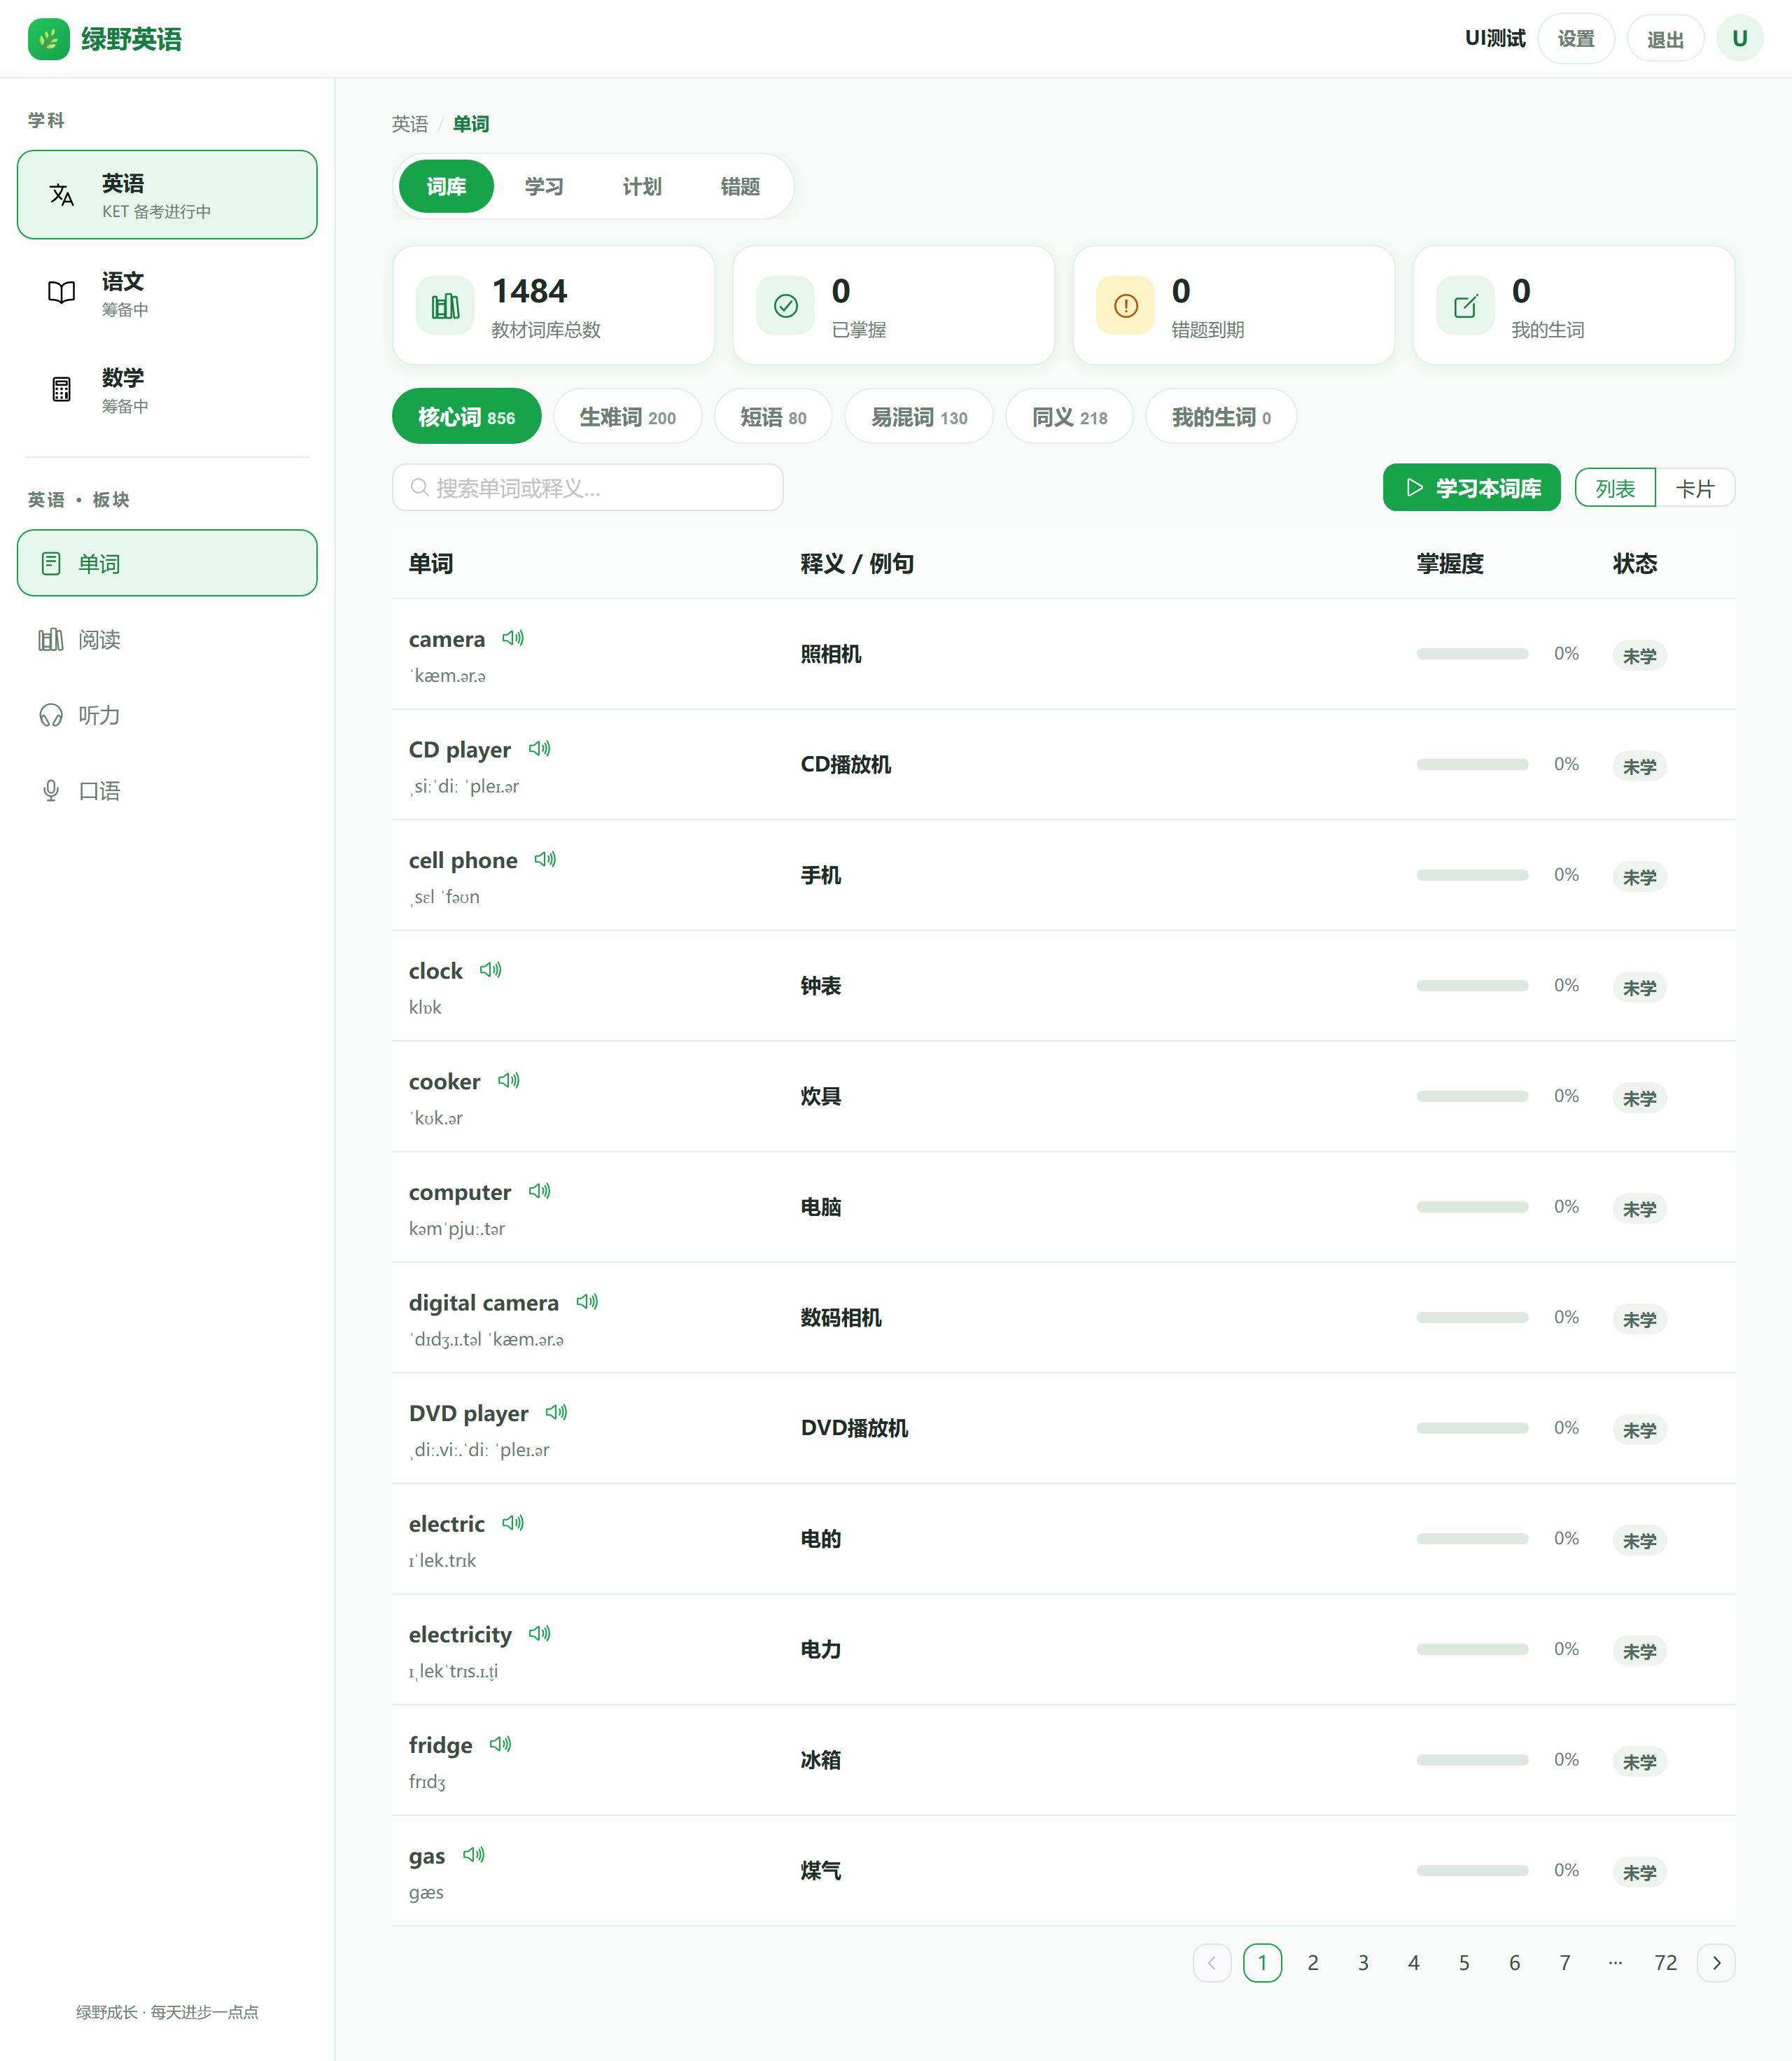 绿野英语
UI测试 设置 退出 U
学科
英语
KET 备考进行中
语文
筹备中
数学
筹备中
英语 · 板块
单词
阅读
听力
口语
绿野成长 · 每天进步一点点
英语 / 单词
词库 学习 计划 错题
1484
教材词库总数
0
已掌握
0
错题到期
0
我的生词
核心词 856 生难词 200 短语 80 易混词 130 同义 218 我的生词 0
搜索单词或释义...
学习本词库 列表 卡片
单词 释义 / 例句 掌握度 状态
camera
ˈkæm.ər.ə
照相机 0% 未学
CD player
ˌsiːˈdiː ˈpleɪ.ər
CD播放机 0% 未学
cell phone
ˌsɛl ˈfəʊn
手机 0% 未学
clock
klɒk
钟表 0% 未学
cooker
ˈkʊk.ər
炊具 0% 未学
computer
kəmˈpjuː.tər
电脑 0% 未学
digital camera
ˈdɪdʒ.ɪ.təl ˈkæm.ər.ə
数码相机 0% 未学
DVD player
ˌdiː.viː.ˈdiː ˈpleɪ.ər
DVD播放机 0% 未学
electric
ɪˈlek.trɪk
电的 0% 未学
electricity
ɪˌlekˈtrɪs.ɪ.t̬i
电力 0% 未学
fridge
frɪdʒ
冰箱 0% 未学
gas
gæs
煤气 0% 未学
1 2 3 4 5 6 7 ··· 72